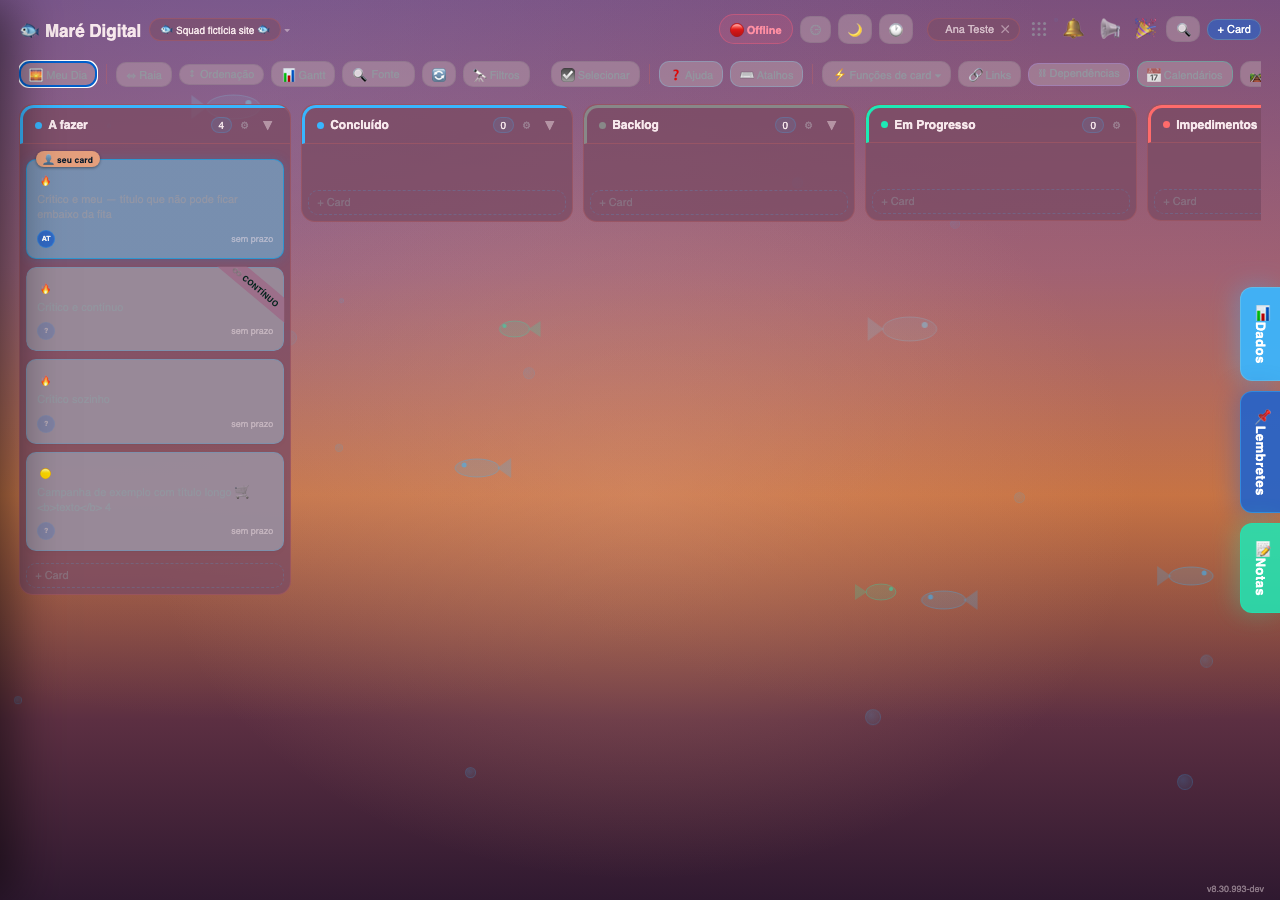 Maré Digital
Squad fictícia site
Offline
Ana Teste ✕
+ Card
Meu Dia
Raia
Ordenação
Gantt
Fonte
Filtros
Selecionar
Ajuda
Atalhos
Funções de card
Links
Dependências
Calendários
A fazer
4
Concluído
0
Backlog
0
Em Progresso
0
Impedimentos
seu card
Crítico e meu — título que não pode ficar
embaixo da fita
AT
sem prazo
CONTÍNUO
Crítico e contínuo
?
sem prazo
?
sem prazo
Campanha de exemplo com título longo
4
?
sem prazo
+ Card
+ Card
+ Card
+ Card
+ Card
Dados
Lembretes
Notas
v8.30.993-dev